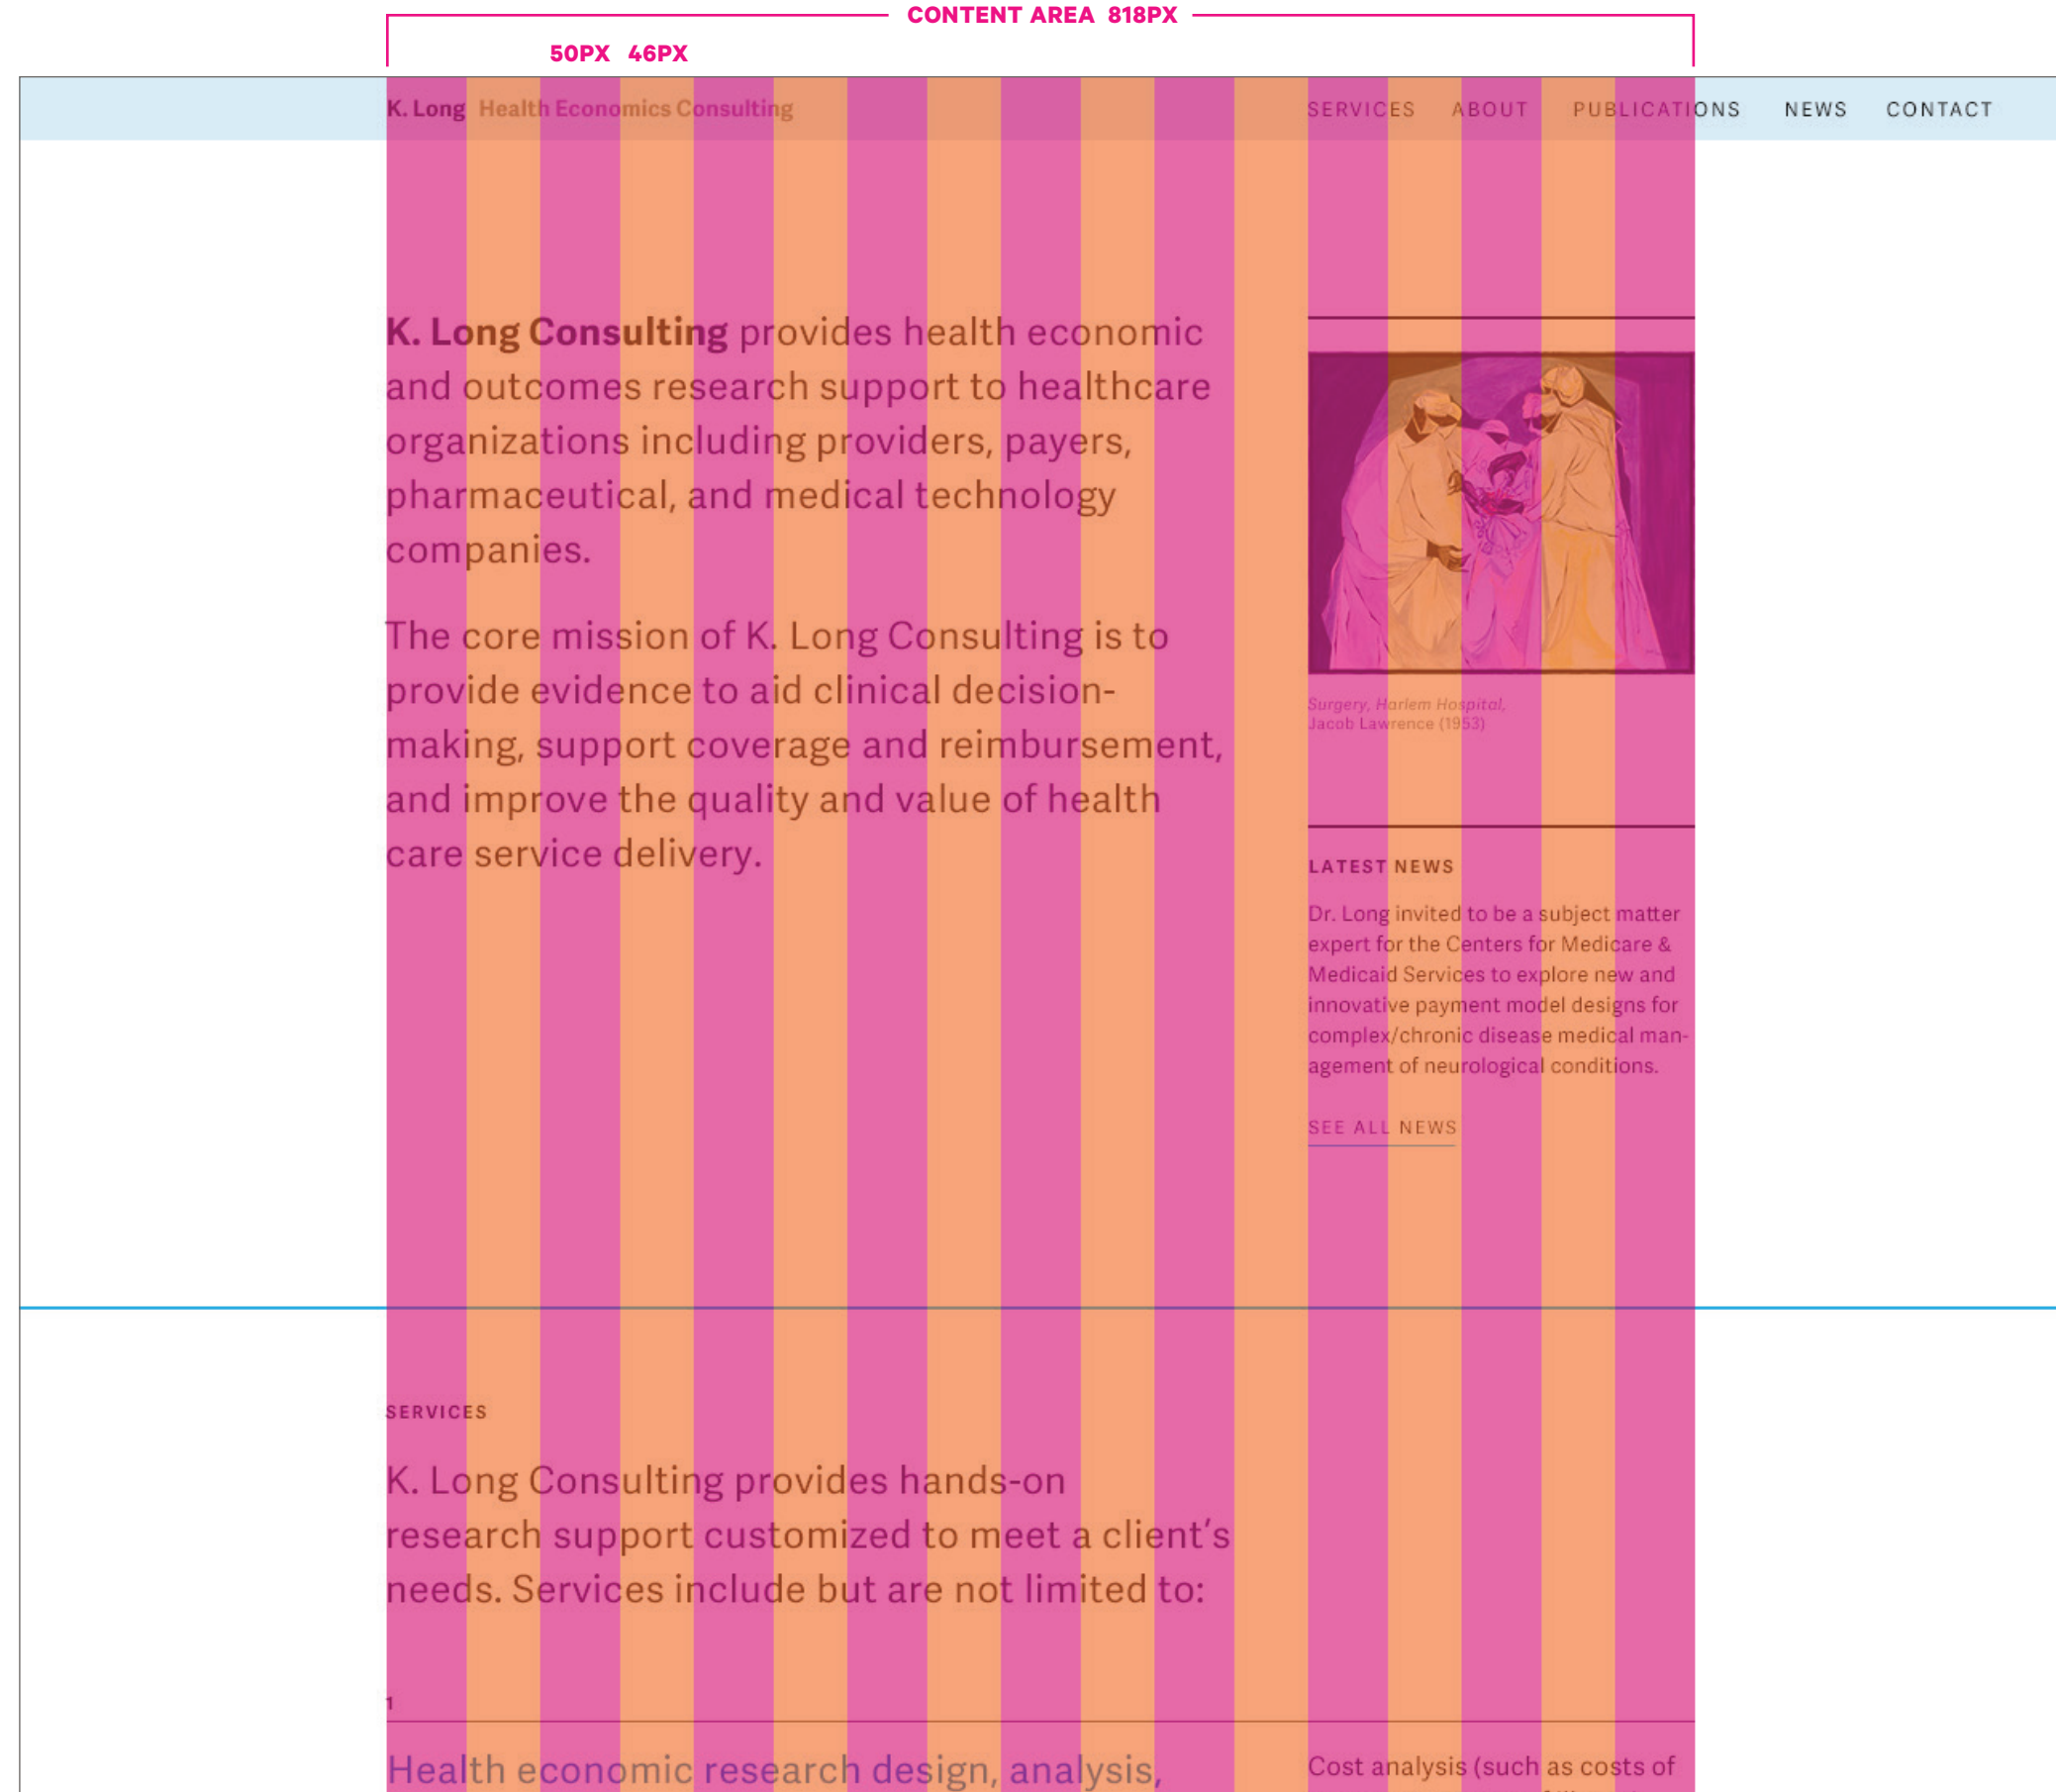 CONTENT AREA 818PX
50PX 46PX
K. Long Health Economics Consulting
SERVICES ABOUT PUBLICATIONS NEWS CONTACT
K. Long Consulting provides health economic
and outcomes research support to healthcare
organizations including providers, payers,
pharmaceutical, and medical technology
companies.
The core mission of K. Long Consulting is to
provide evidence to aid clinical decision-
making, support coverage and reimbursement,
and improve the quality and value of health
care service delivery.
Surgery, Harlem Hospital,
Jacob Lawrence (1953)
LATEST NEWS
Dr. Long invited to be a subject matter
expert for the Centers for Medicare &
Medicaid Services to explore new and
innovative payment model designs for
complex/chronic disease medical man-
agement of neurological conditions.
SEE ALL NEWS
SERVICES
K. Long Consulting provides hands-on
research support customized to meet a client’s
needs. Services include but are not limited to:
1
Health economic research design, analysis,
Cost analysis (such as costs of